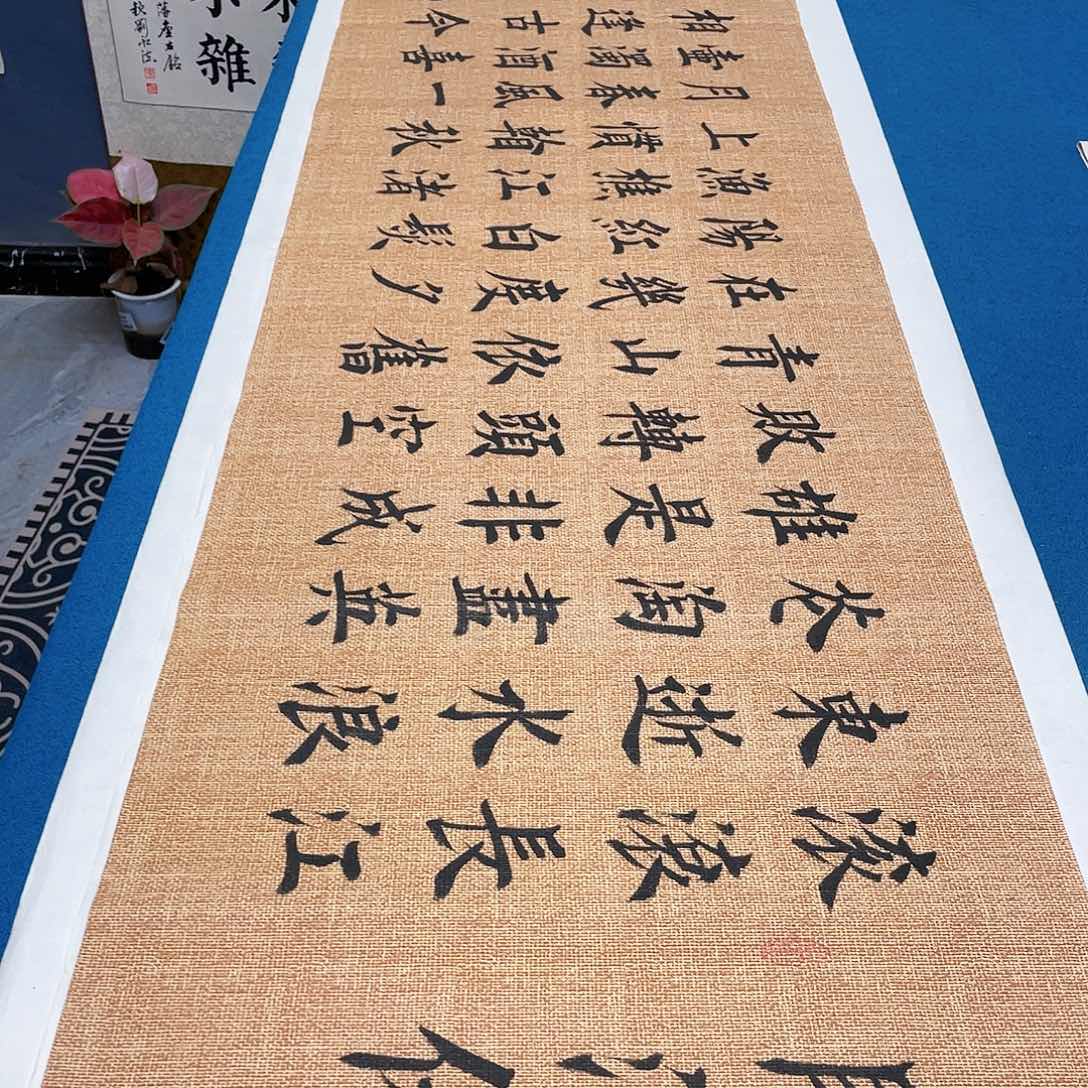 滾滾長江
東逝水浪
花淘盡英
雄是非成
敗轉頭空
青山依舊
在幾度夕
陽紅白髮
漁樵江渚
上慣看秋
月春風一
壺濁酒喜
相逢古今
雜